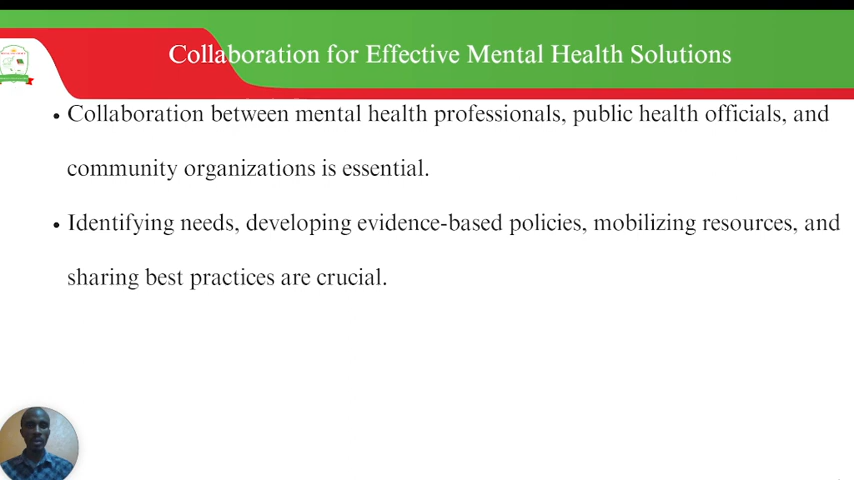 Collaboration for Effective Mental Health Solutions
• Collaboration between mental health professionals, public health officials, and
community organizations is essential.
• Identifying needs, developing evidence-based policies, mobilizing resources, and
sharing best practices are crucial.